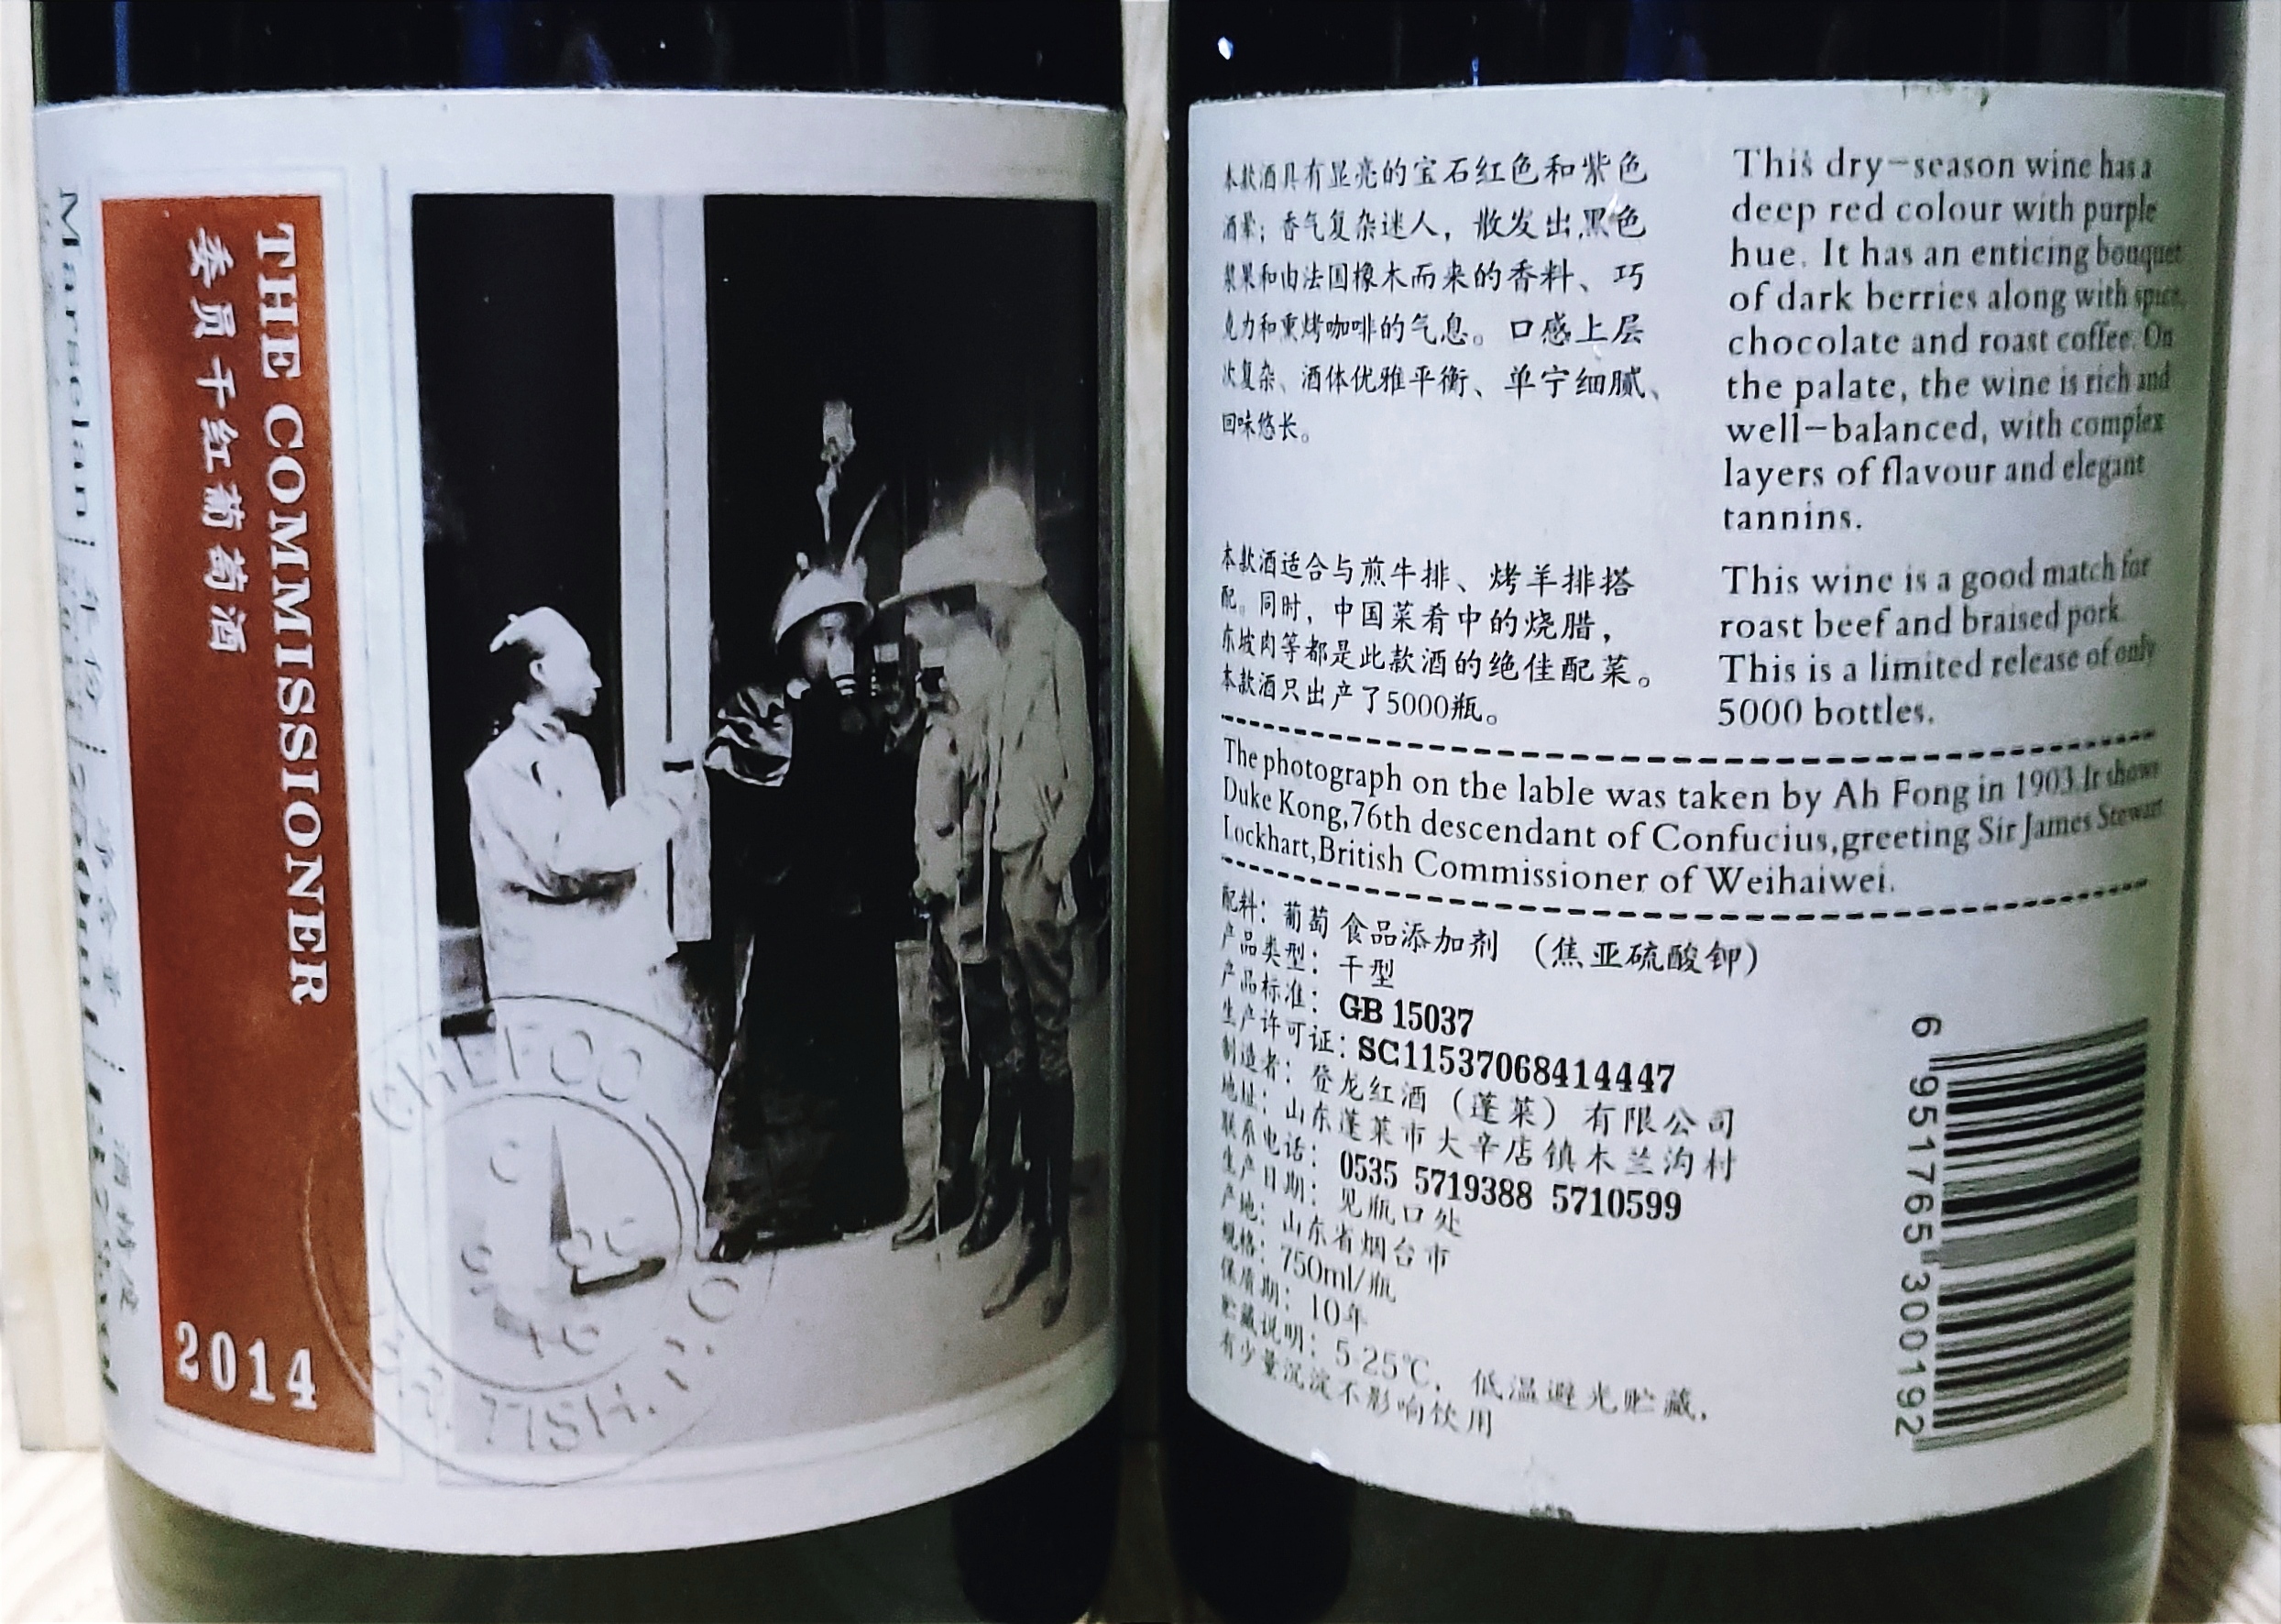 THE COMMISSIONER
委员干红葡萄酒
2014
Marselan
CHEFOO
本款酒具有显亮的宝石红色和紫色
酒晕；香气复杂迷人，散发出黑色
浆果和由法国橡木而来的香料、巧
克力和熏烤咖啡的气息。口感上层
次复杂、酒体优雅平衡、单宁细腻、
回味悠长。
本款酒适合与煎牛排、烤羊排搭
配。同时，中国菜肴中的烧腊，
东坡肉等都是此款酒的绝佳配菜。
本款酒只出产了5000瓶。
This dry-season wine has a
deep red colour with purple
hue. It has an enticing bouquet
of dark berries along with spice,
chocolate and roast coffee. On
the palate, the wine is rich and
well-balanced, with complex
layers of flavour and elegant
tannins.
This wine is a good match for
roast beef and braised pork.
This is a limited release of only
5000 bottles.
The photograph on the lable was taken by Ah Fong in 1903.It shows
Duke Kong,76th descendant of Confucius,greeting Sir James Stewart
Lockhart,British Commissioner of Weihaiwei.
配料：葡萄 食品添加剂 （焦亚硫酸钾）
产品类型：干型
产品标准：GB 15037
生产许可证：SC11537068414447
制造者：登龙红酒（蓬莱）有限公司
地址：山东蓬莱市大辛店镇木兰沟村
联系电话：0535 5719388 5710599
生产日期：见瓶口处
产地：山东省烟台市
规格：750ml/瓶
保质期：10年
贮藏说明：5-25℃，低温避光贮藏，
有少量沉淀不影响饮用
6 951765 300192